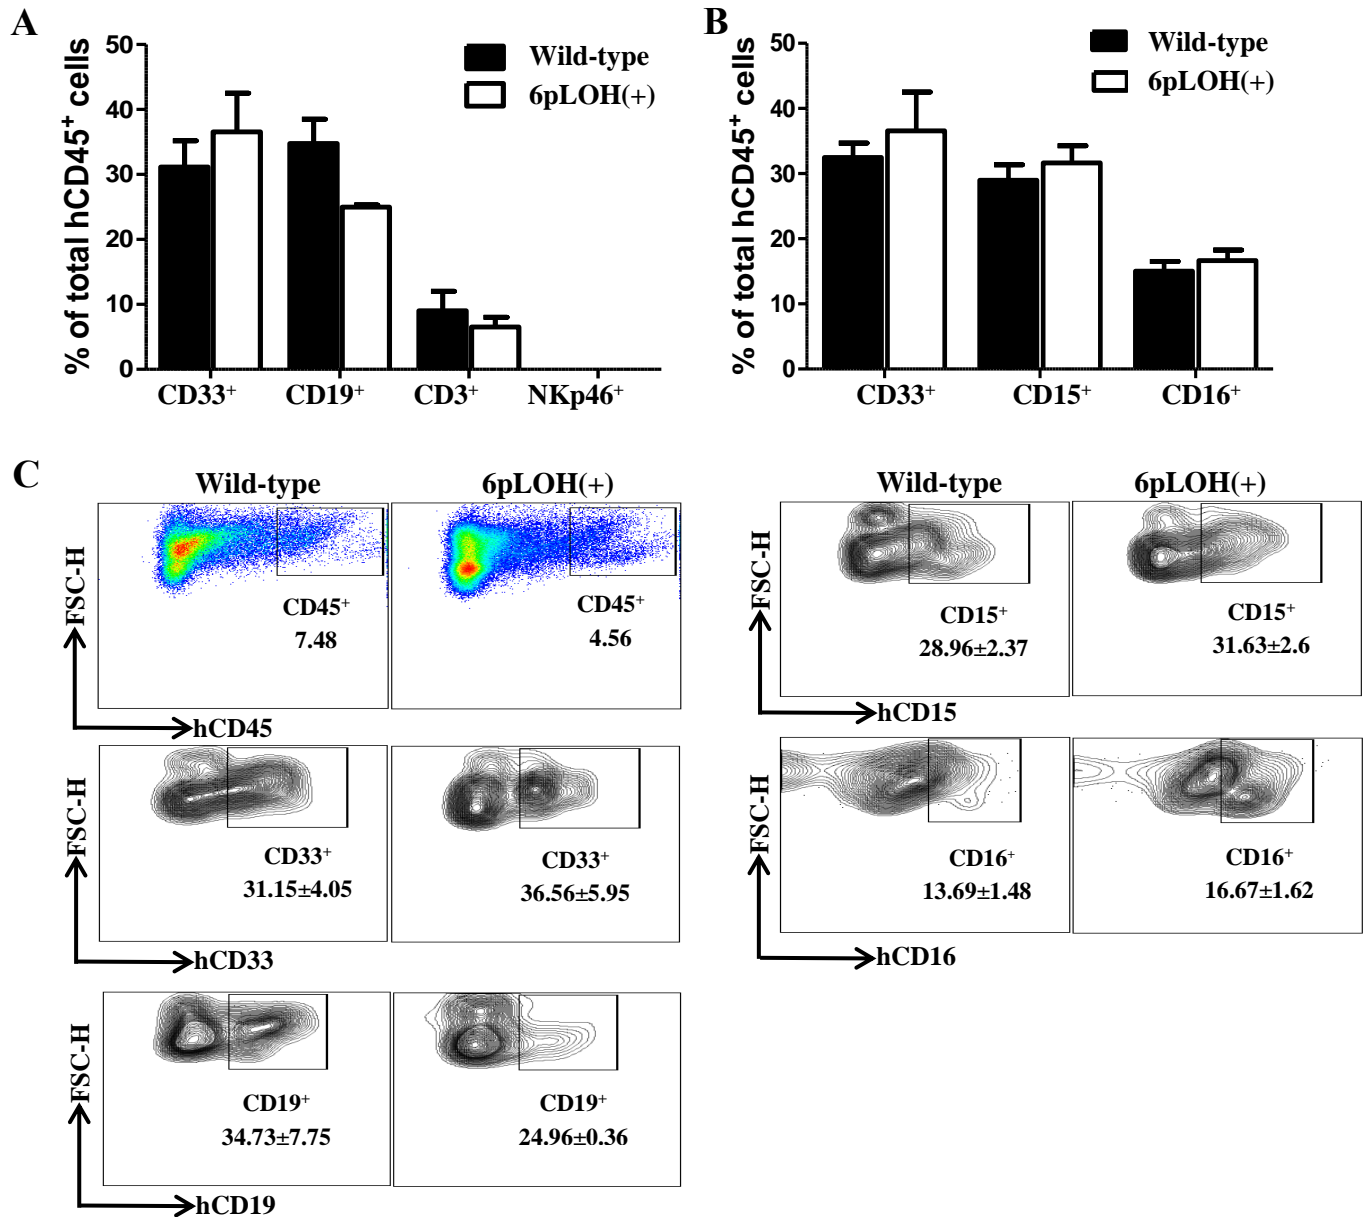 A
% of total hCD45⁺ cells
50
40
30
20
10
0
Wild-type
6pLOH(+)
CD33⁺ CD19⁺ CD3⁺ NKp46⁺
B
% of total hCD45⁺ cells
50
40
30
20
10
0
Wild-type
6pLOH(+)
CD33⁺ CD15⁺ CD16⁺
C
Wild-type 6pLOH(+)
FSC-H
CD45⁺
7.48
CD45⁺
4.56
hCD45
FSC-H
CD33⁺
31.15±4.05
CD33⁺
36.56±5.95
hCD33
FSC-H
CD19⁺
34.73±7.75
CD19⁺
24.96±0.36
hCD19
Wild-type 6pLOH(+)
FSC-H
CD15⁺
28.96±2.37
CD15⁺
31.63±2.6
hCD15
FSC-H
CD16⁺
13.69±1.48
CD16⁺
16.67±1.62
hCD16